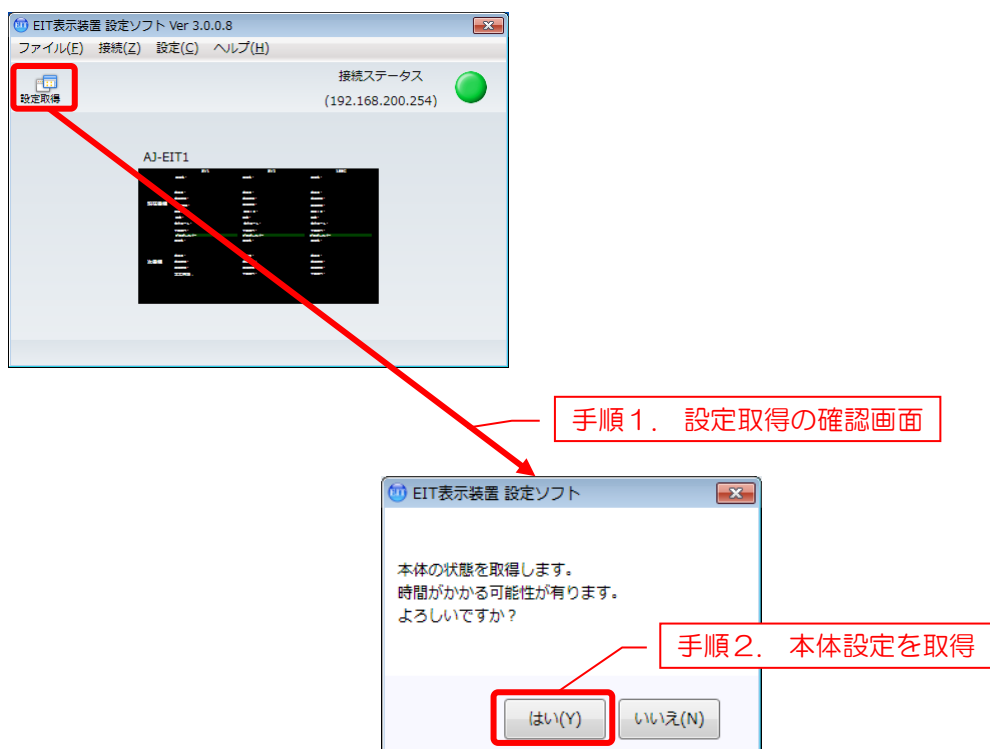 EIT表示装置 設定ソフト Ver 3.0.0.8
ファイル(F) 接続(Z) 設定(C) ヘルプ(H)
設定取得
接続ステータス
(192.168.200.254)
AJ-EIT1
手順１． 設定取得の確認画面
EIT表示装置 設定ソフト
本体の状態を取得します。
時間がかかる可能性が有ります。
よろしいですか？
手順２． 本体設定を取得
はい(Y) いいえ(N)